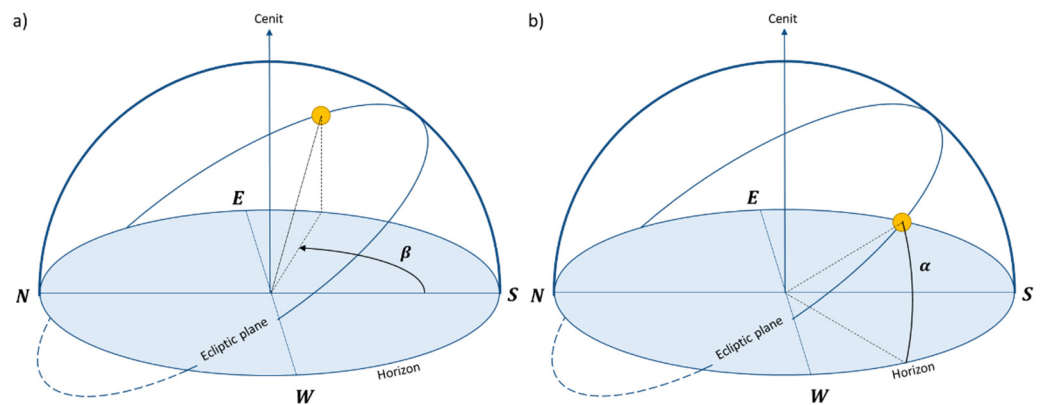 a)
Cenit
E
β
N
S
Ecliptic plane
Horizon
W
b)
Cenit
E
α
N
S
Ecliptic plane
Horizon
W